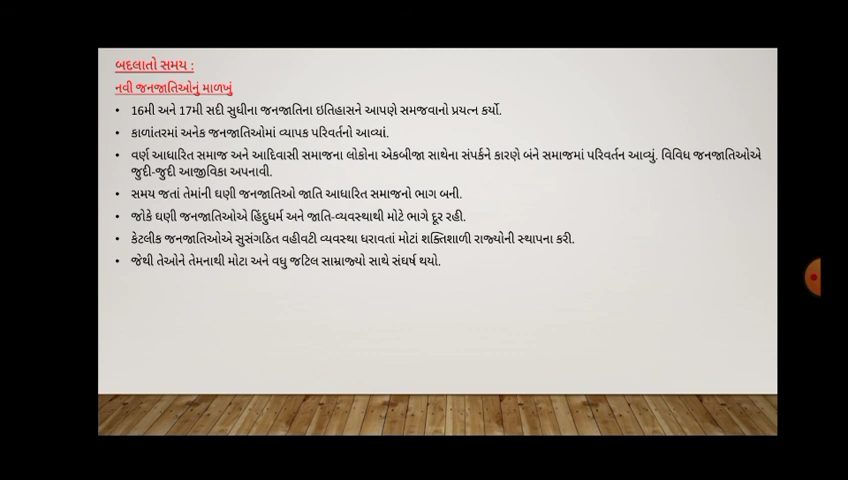 બદલાતો સમય :
નવી જનજાતિઓનું માળખું
• 16મી અને 17મી સદી સુધીના જનજાતિના ઇતિહાસને આપણે સમજવાનો પ્રયત્ન કર્યો.
• કાળાંતરમાં અનેક જનજાતિઓમાં વ્યાપક પરિવર્તનો આવ્યાં.
• વર્ણ આધારિત સમાજ અને આદિવાસી સમાજના લોકોના એકબીજા સાથેના સંપર્કને કારણે બંને સમાજમાં પરિવર્તન આવ્યું. વિવિધ જનજાતિઓએ
જુદી-જુદી આજીવિકા અપનાવી.
• સમય જતાં તેમાંની ઘણી જનજાતિઓ જાતિ આધારિત સમાજનો ભાગ બની.
• જોકે ઘણી જનજાતિઓએ હિંદુધર્મ અને જાતિ-વ્યવસ્થાથી મોટે ભાગે દૂર રહી.
• કેટલીક જનજાતિઓએ સુસંગઠિત વહીવટી વ્યવસ્થા ધરાવતાં મોટાં શક્તિશાળી રાજ્યોની સ્થાપના કરી.
• જેથી તેઓને તેમનાથી મોટા અને વધુ જટિલ સામ્રાજ્યો સાથે સંઘર્ષ થયો.